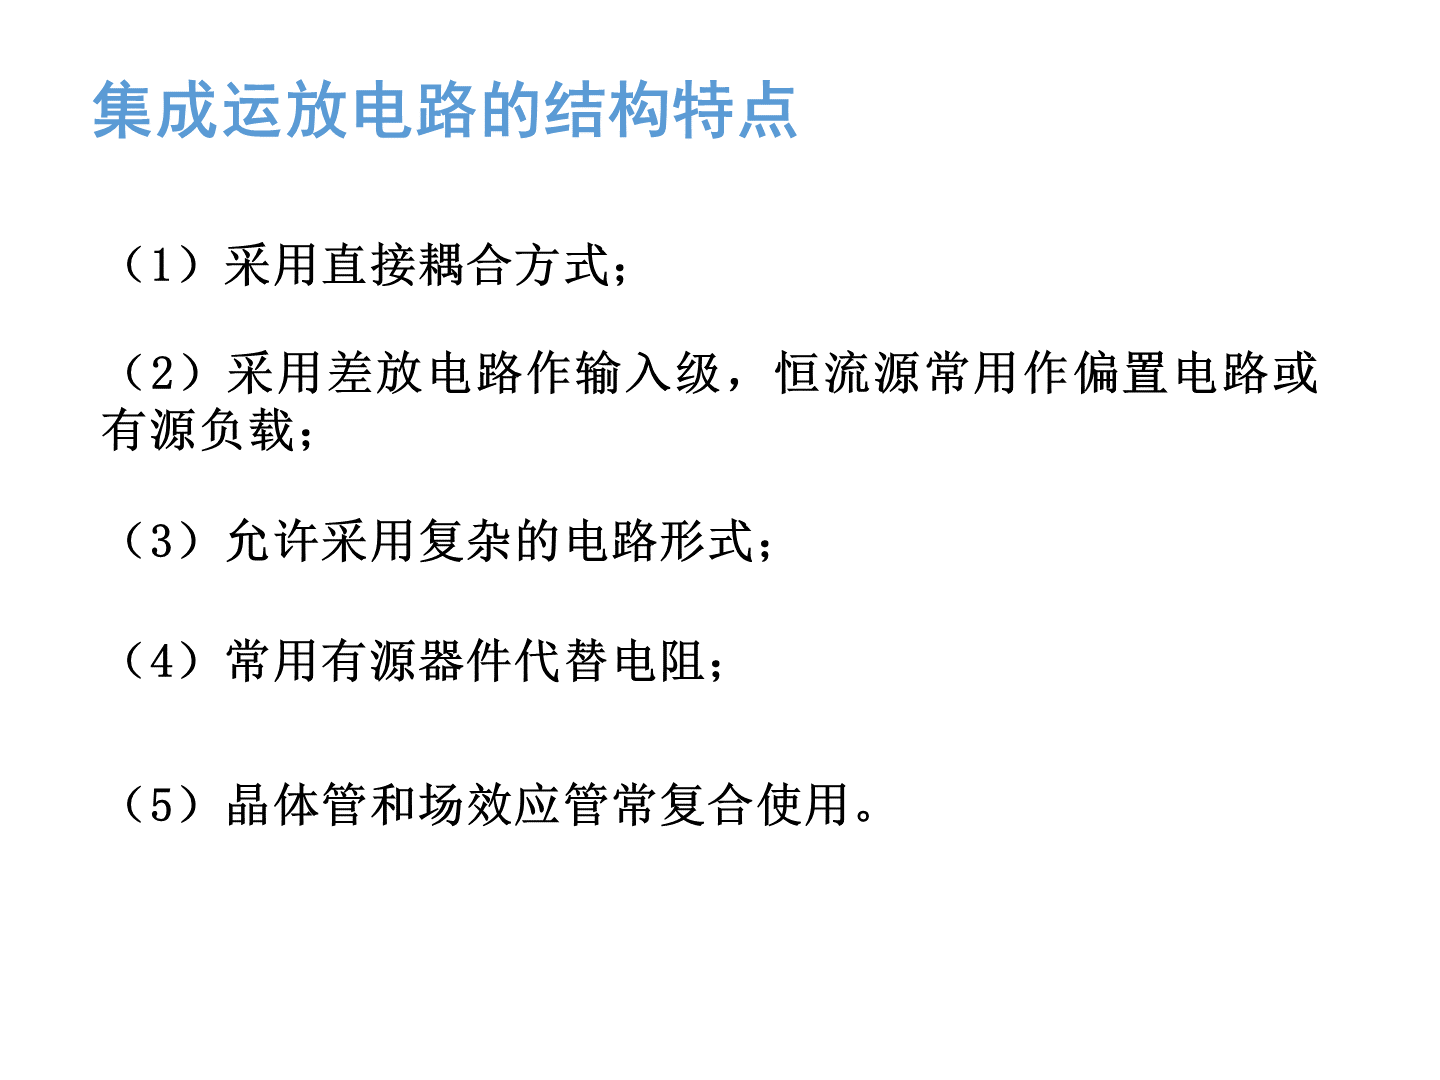 集成运放电路的结构特点
（1）采用直接耦合方式；
（2）采用差放电路作输入级，恒流源常用作偏置电路或
有源负载；
（3）允许采用复杂的电路形式；
（4）常用有源器件代替电阻；
（5）晶体管和场效应管常复合使用。